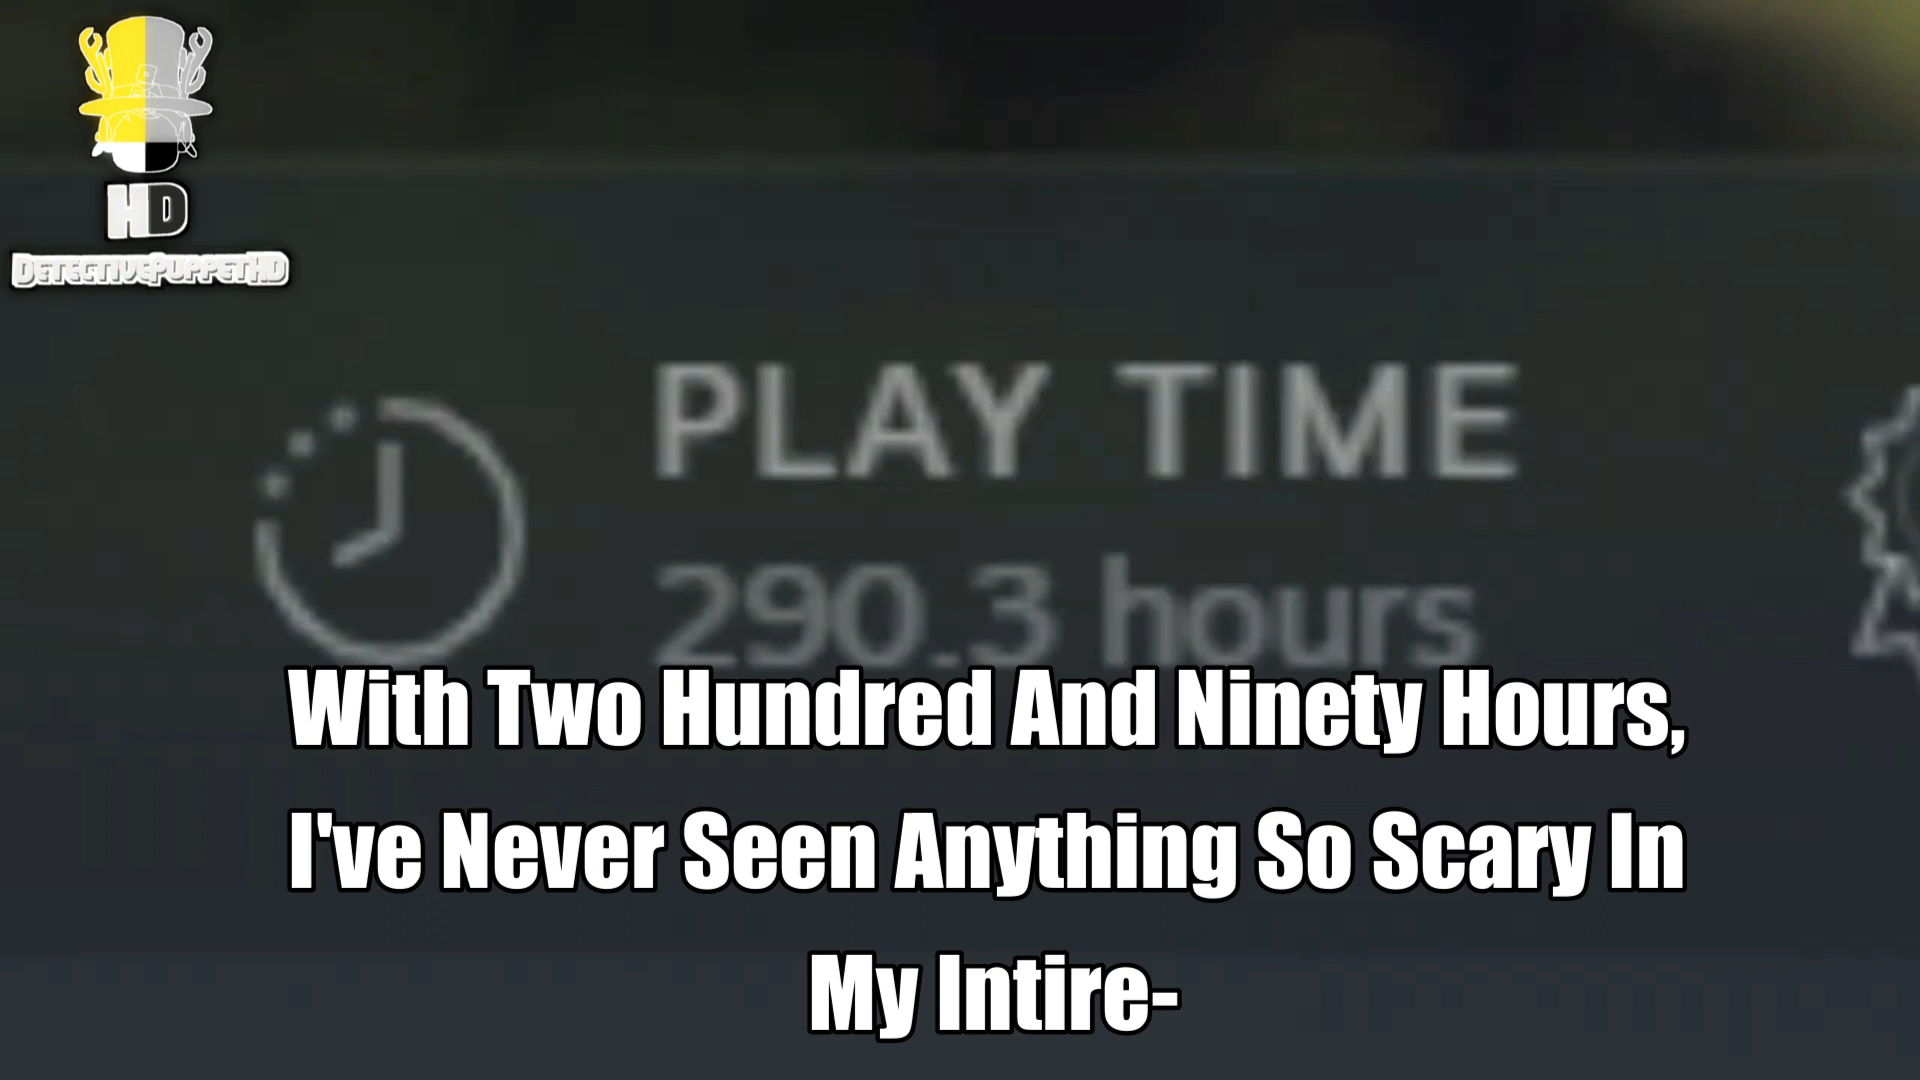 HD
DetectivePuppetHD
PLAY TIME
290.3 hours
With Two Hundred And Ninety Hours,
I've Never Seen Anything So Scary In
My Intire-